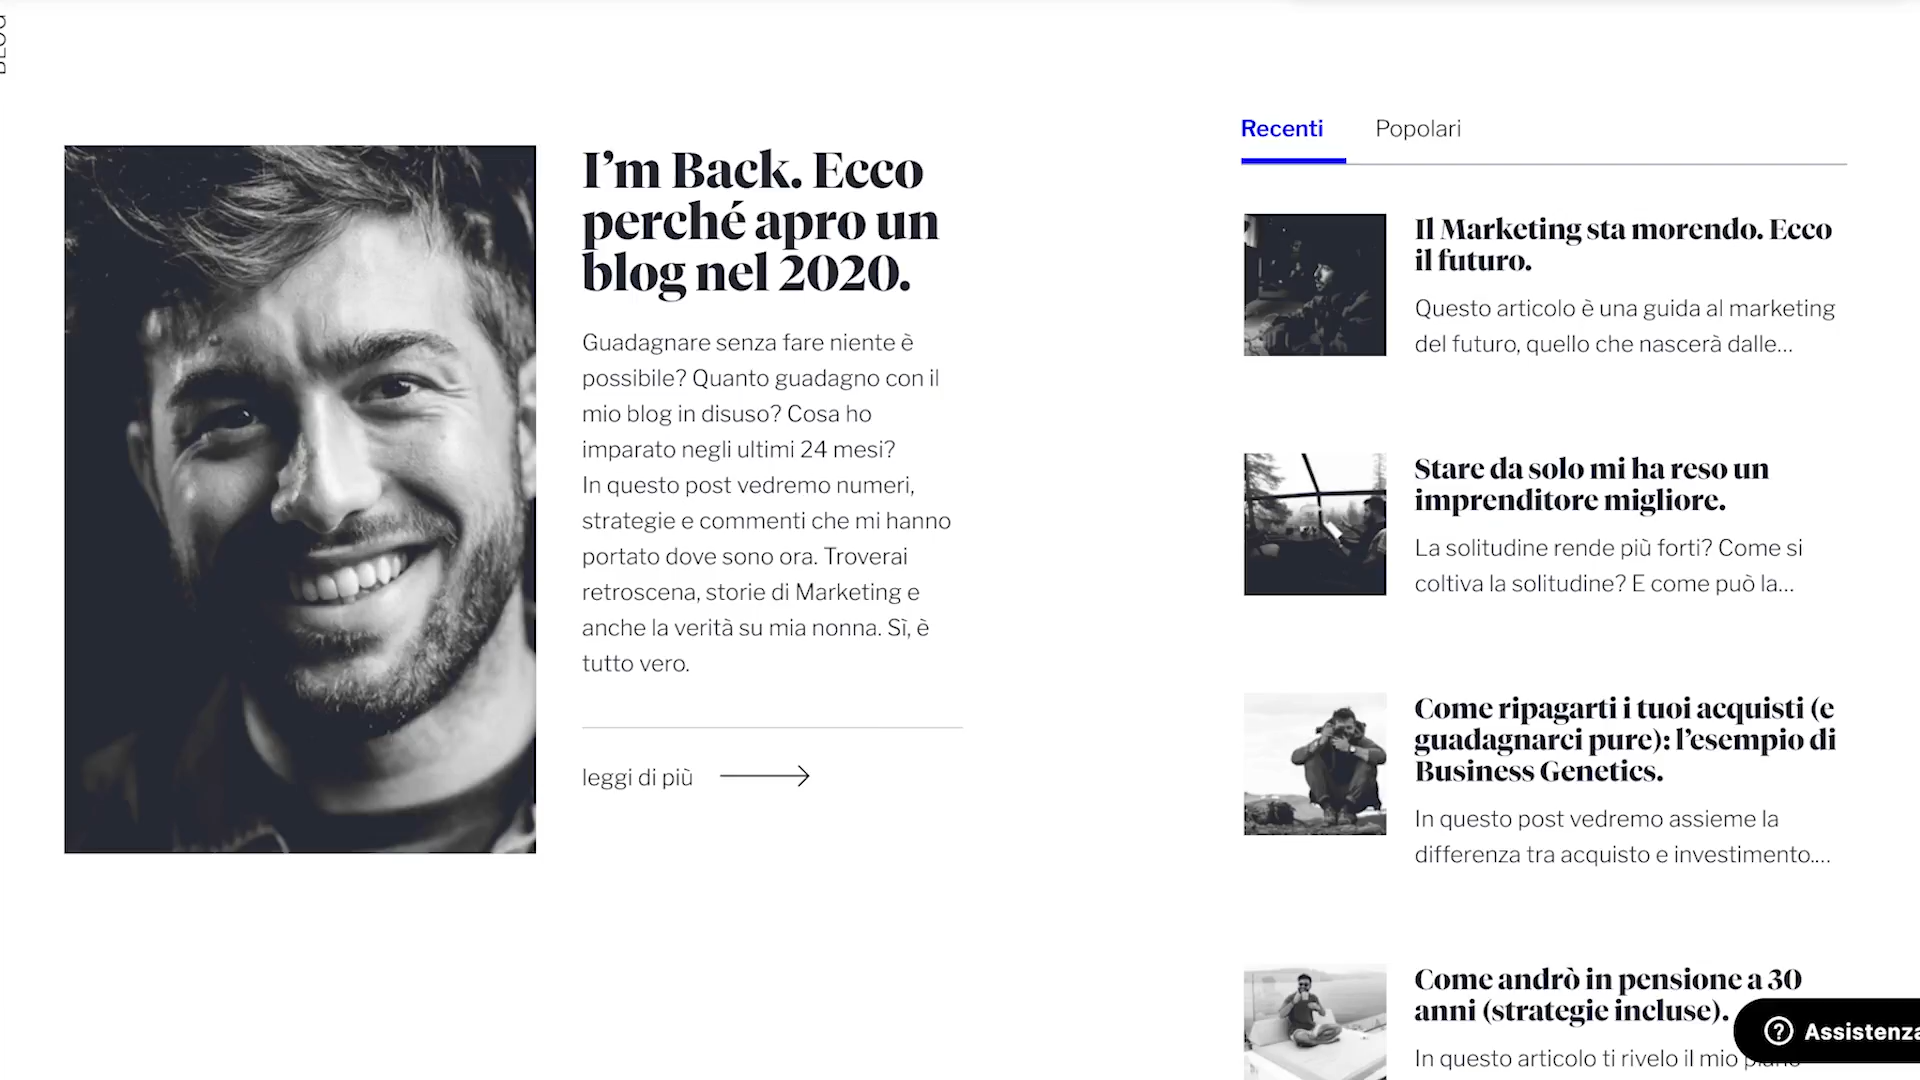 BLOG
I’m Back. Ecco
perché apro un
blog nel 2020.
Guadagnare senza fare niente è
possibile? Quanto guadagno con il
mio blog in disuso? Cosa ho
imparato negli ultimi 24 mesi?
In questo post vedremo numeri,
strategie e commenti che mi hanno
portato dove sono ora. Troverai
retroscena, storie di Marketing e
anche la verità su mia nonna. Sì, è
tutto vero.
leggi di più
Recenti Popolari
Il Marketing sta morendo. Ecco
il futuro.
Questo articolo è una guida al marketing
del futuro, quello che nascerà dalle...
Stare da solo mi ha reso un
imprenditore migliore.
La solitudine rende più forti? Come si
coltiva la solitudine? E come può la...
Come ripagarti i tuoi acquisti (e
guadagnarci pure): l’esempio di
Business Genetics.
In questo post vedremo assieme la
differenza tra acquisto e investimento....
Come andrò in pensione a 30
anni (strategie incluse).
In questo articolo ti rivelo il mio piano
Assistenza